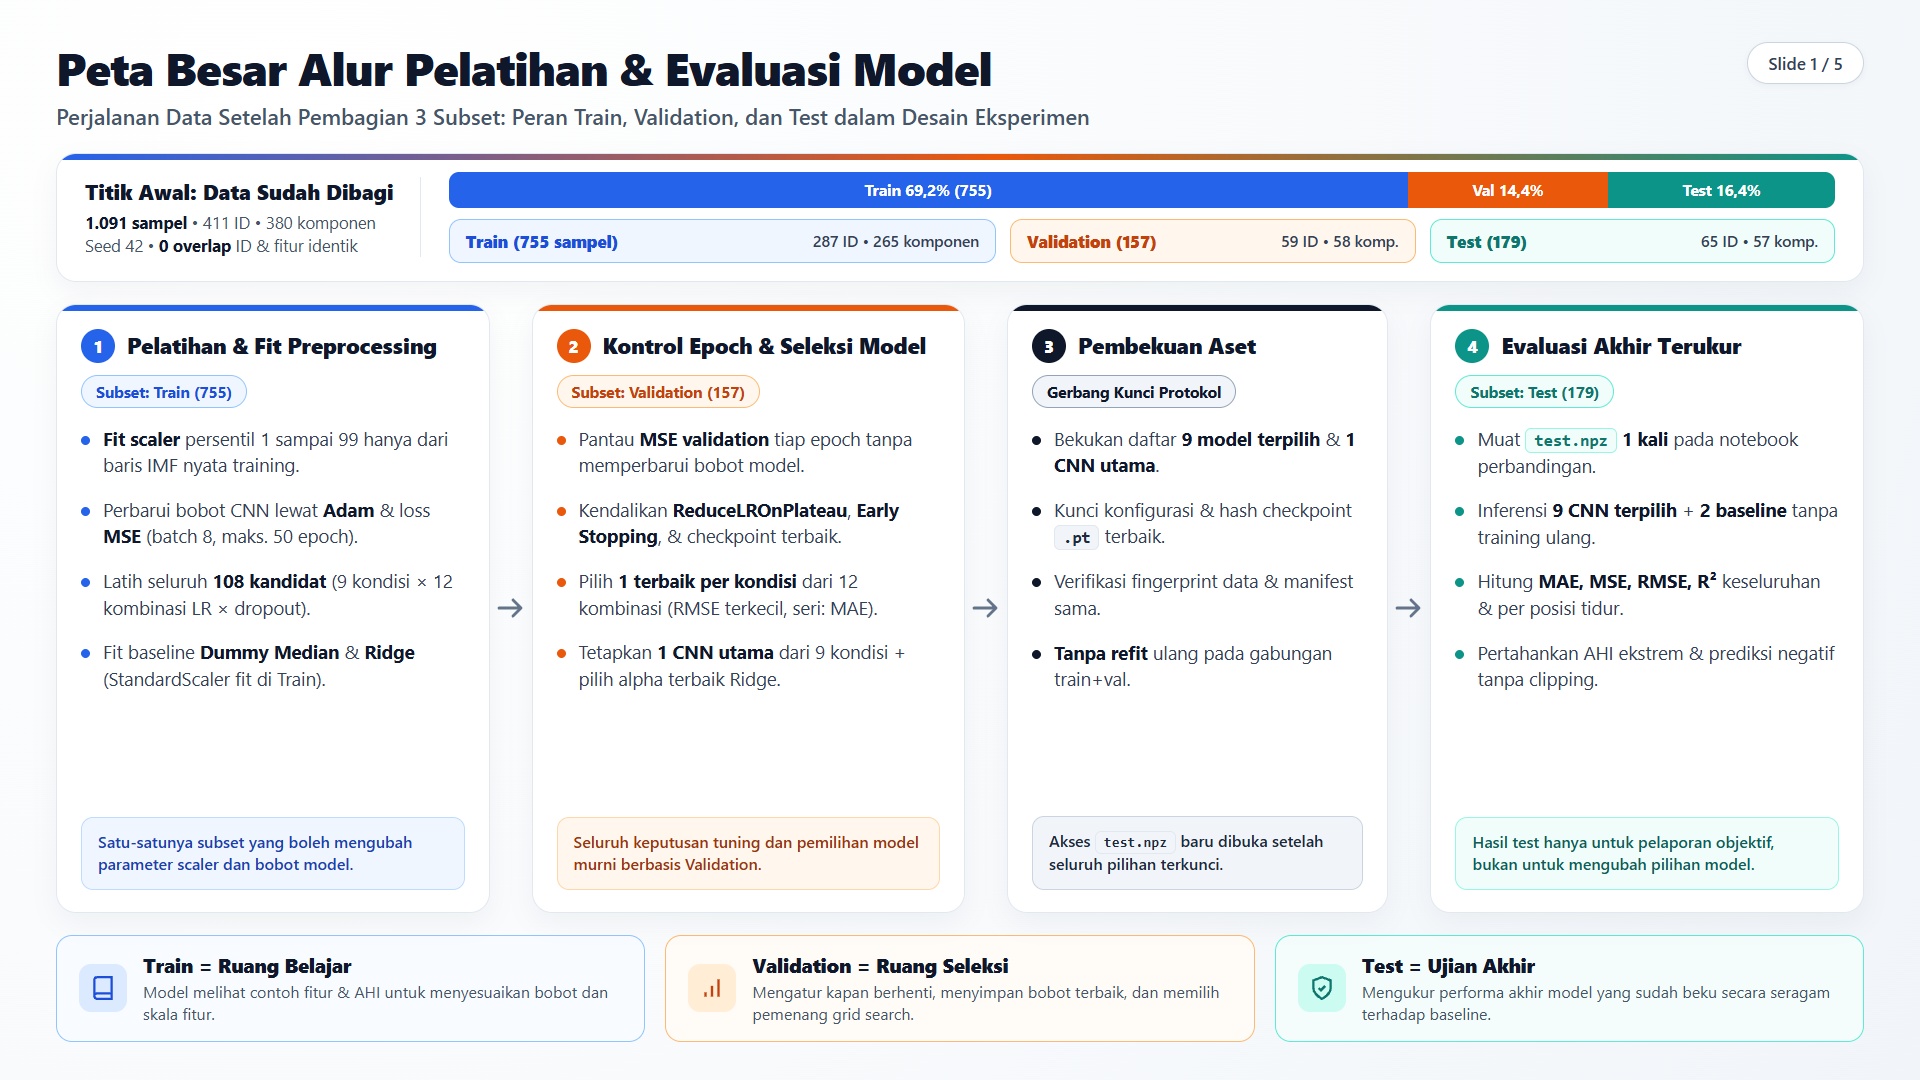 Peta Besar Alur Pelatihan & Evaluasi Model
Slide 1 / 5
Perjalanan Data Setelah Pembagian 3 Subset: Peran Train, Validation, dan Test dalam Desain Eksperimen
Titik Awal: Data Sudah Dibagi
1.091 sampel • 411 ID • 380 komponen
Seed 42 • 0 overlap ID & fitur identik
Train 69,2% (755)
Val 14,4%
Test 16,4%
Train (755 sampel)
287 ID • 265 komponen
Validation (157)
59 ID • 58 komp.
Test (179)
65 ID • 57 komp.
1
Pelatihan & Fit Preprocessing
Subset: Train (755)
• Fit scaler persentil 1 sampai 99 hanya dari
baris IMF nyata training.
• Perbarui bobot CNN lewat Adam & loss
MSE (batch 8, maks. 50 epoch).
• Latih seluruh 108 kandidat (9 kondisi × 12
kombinasi LR × dropout).
• Fit baseline Dummy Median & Ridge
(StandardScaler fit di Train).
Satu-satunya subset yang boleh mengubah
parameter scaler dan bobot model.
→
2
Kontrol Epoch & Seleksi Model
Subset: Validation (157)
• Pantau MSE validation tiap epoch tanpa
memperbarui bobot model.
• Kendalikan ReduceLROnPlateau, Early
Stopping, & checkpoint terbaik.
• Pilih 1 terbaik per kondisi dari 12
kombinasi (RMSE terkecil, seri: MAE).
• Tetapkan 1 CNN utama dari 9 kondisi +
pilih alpha terbaik Ridge.
Seluruh keputusan tuning dan pemilihan model
murni berbasis Validation.
→
3
Pembekuan Aset
Gerbang Kunci Protokol
• Bekukan daftar 9 model terpilih & 1
CNN utama.
• Kunci konfigurasi & hash checkpoint
.pt terbaik.
• Verifikasi fingerprint data & manifest
sama.
• Tanpa refit ulang pada gabungan
train+val.
Akses test.npz baru dibuka setelah
seluruh pilihan terkunci.
→
4
Evaluasi Akhir Terukur
Subset: Test (179)
• Muat test.npz 1 kali pada notebook
perbandingan.
• Inferensi 9 CNN terpilih + 2 baseline tanpa
training ulang.
• Hitung MAE, MSE, RMSE, R² keseluruhan
& per posisi tidur.
• Pertahankan AHI ekstrem & prediksi negatif
tanpa clipping.
Hasil test hanya untuk pelaporan objektif,
bukan untuk mengubah pilihan model.
Train = Ruang Belajar
Model melihat contoh fitur & AHI untuk menyesuaikan bobot dan
skala fitur.
Validation = Ruang Seleksi
Mengatur kapan berhenti, menyimpan bobot terbaik, dan memilih
pemenang grid search.
Test = Ujian Akhir
Mengukur performa akhir model yang sudah beku secara seragam
terhadap baseline.